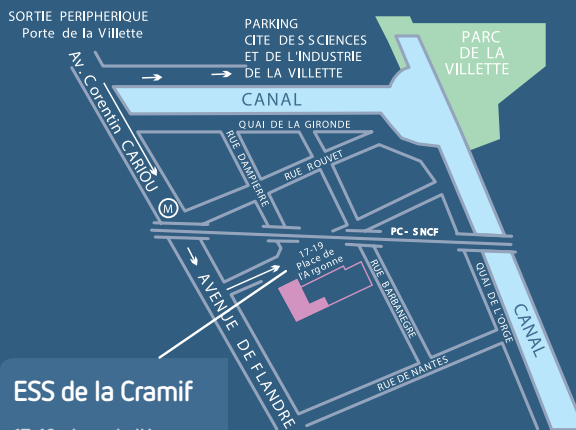 SORTIE PERIPHERIQUE
Porte de la Villette
PARKING
CITE DES SCIENCES
ET DE L'INDUSTRIE
DE LA VILLETTE
PARC
DE LA
VILLETTE
Av. Corentin CARIOU
CANAL
QUAI DE LA GIRONDE
RUE DAMPIERRE
RUE ROUVET
M
PC- SNCF
17-19
Place de
l'Argonne
RUE BARBANEGRE
QUAI DE L'ORGE
CANAL
AVENUE DE FLANDRE
RUE DE NANTES
ESS de la Cramif